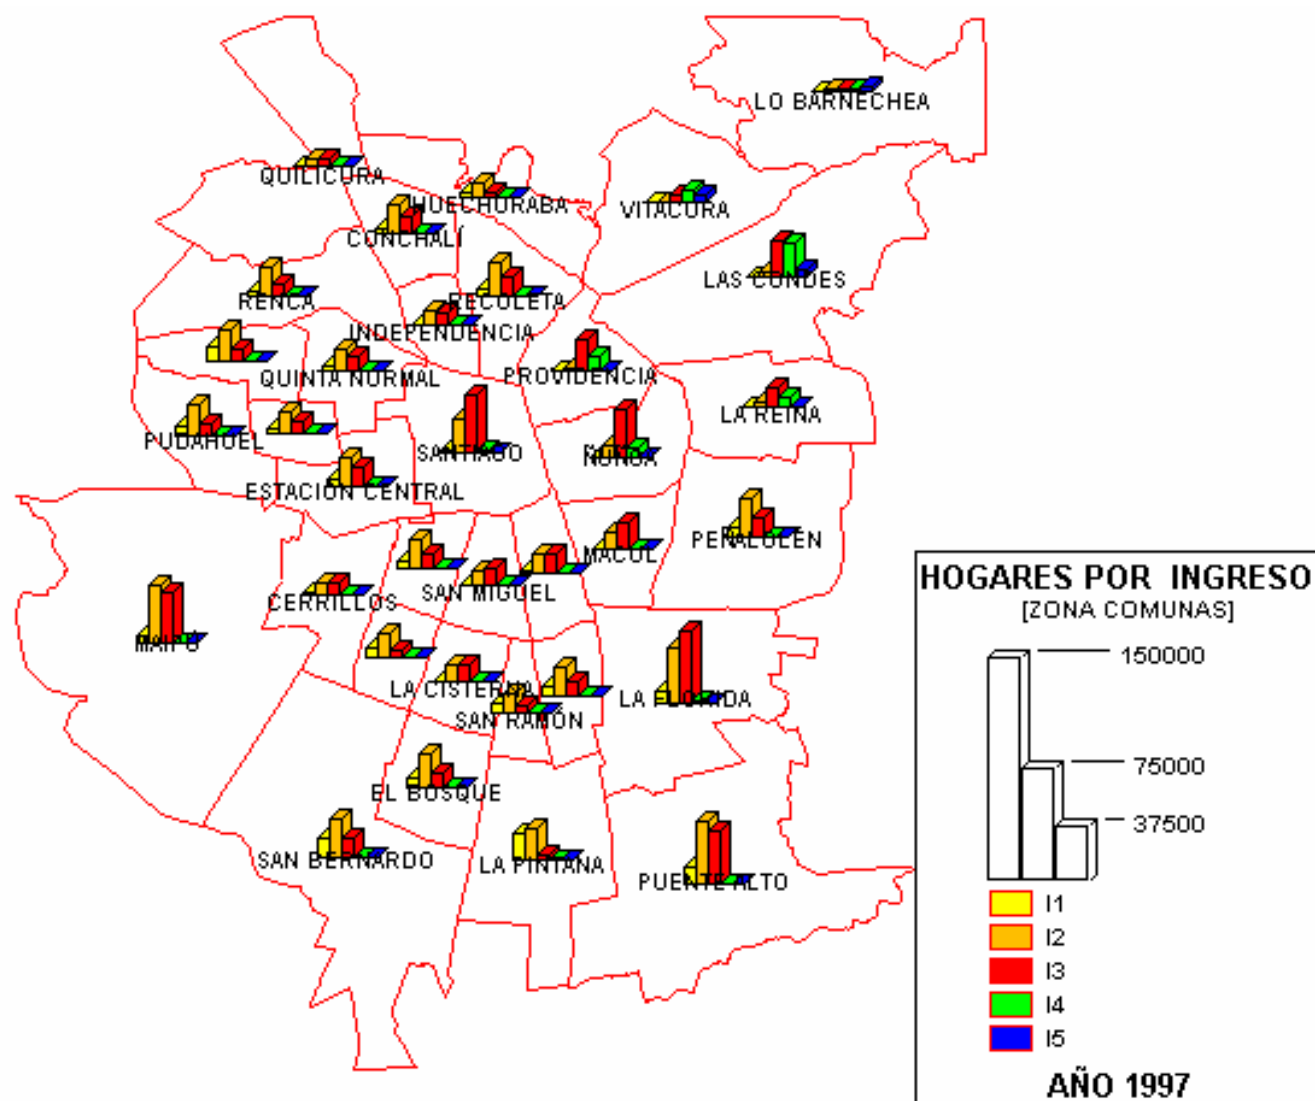 LO BARNECHEA
QUILICURA
HUECHURABA
VITACURA
CONCHALÍ
LAS CONDES
RENCA
RECOLETA
INDEPENDENCIA
QUINTA NORMAL
PROVIDENCIA
LA REINA
PUDAHUEL
SANTIAGO
ÑUÑOA
ESTACION CENTRAL
PEÑALOLEN
MACUL
SAN MIGUEL
CERRILLOS
MAIPÚ
LA CISTERNA
LA FLORIDA
SAN RAMÓN
EL BOSQUE
SAN BERNARDO
LA PINTANA
PUENTE ALTO
HOGARES POR INGRESO
[ZONA COMUNAS]
150000
75000
37500
I1
I2
I3
I4
I5
AÑO 1997